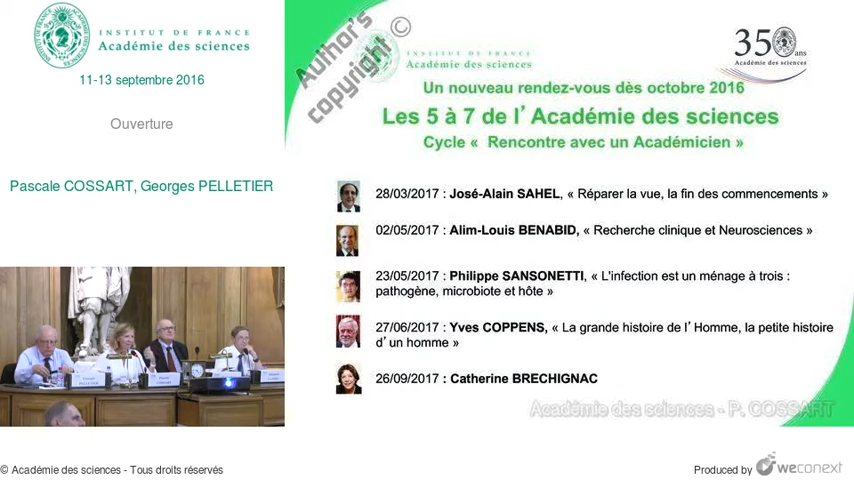 INSTITUT DE FRANCE
Académie des sciences
11-13 septembre 2016
Ouverture
Pascale COSSART, Georges PELLETIER
Author's
copyright ©
INSTITUT DE FRANCE
Académie des sciences
350 ans
Académie des sciences
Un nouveau rendez-vous dès octobre 2016
Les 5 à 7 de l' Académie des sciences
Cycle « Rencontre avec un Académicien »
28/03/2017 : José-Alain SAHEL, « Réparer la vue, la fin des commencements »
02/05/2017 : Alim-Louis BENABID, « Recherche clinique et Neurosciences »
23/05/2017 : Philippe SANSONETTI, « L'infection est un ménage à trois :
pathogène, microbiote et hôte »
27/06/2017 : Yves COPPENS, « La grande histoire de l' Homme, la petite histoire
d' un homme »
26/09/2017 : Catherine BRECHIGNAC
Académie des sciences - P. COSSART
PELLETIER
COSSART
© Académie des sciences - Tous droits réservés
Produced by weconext